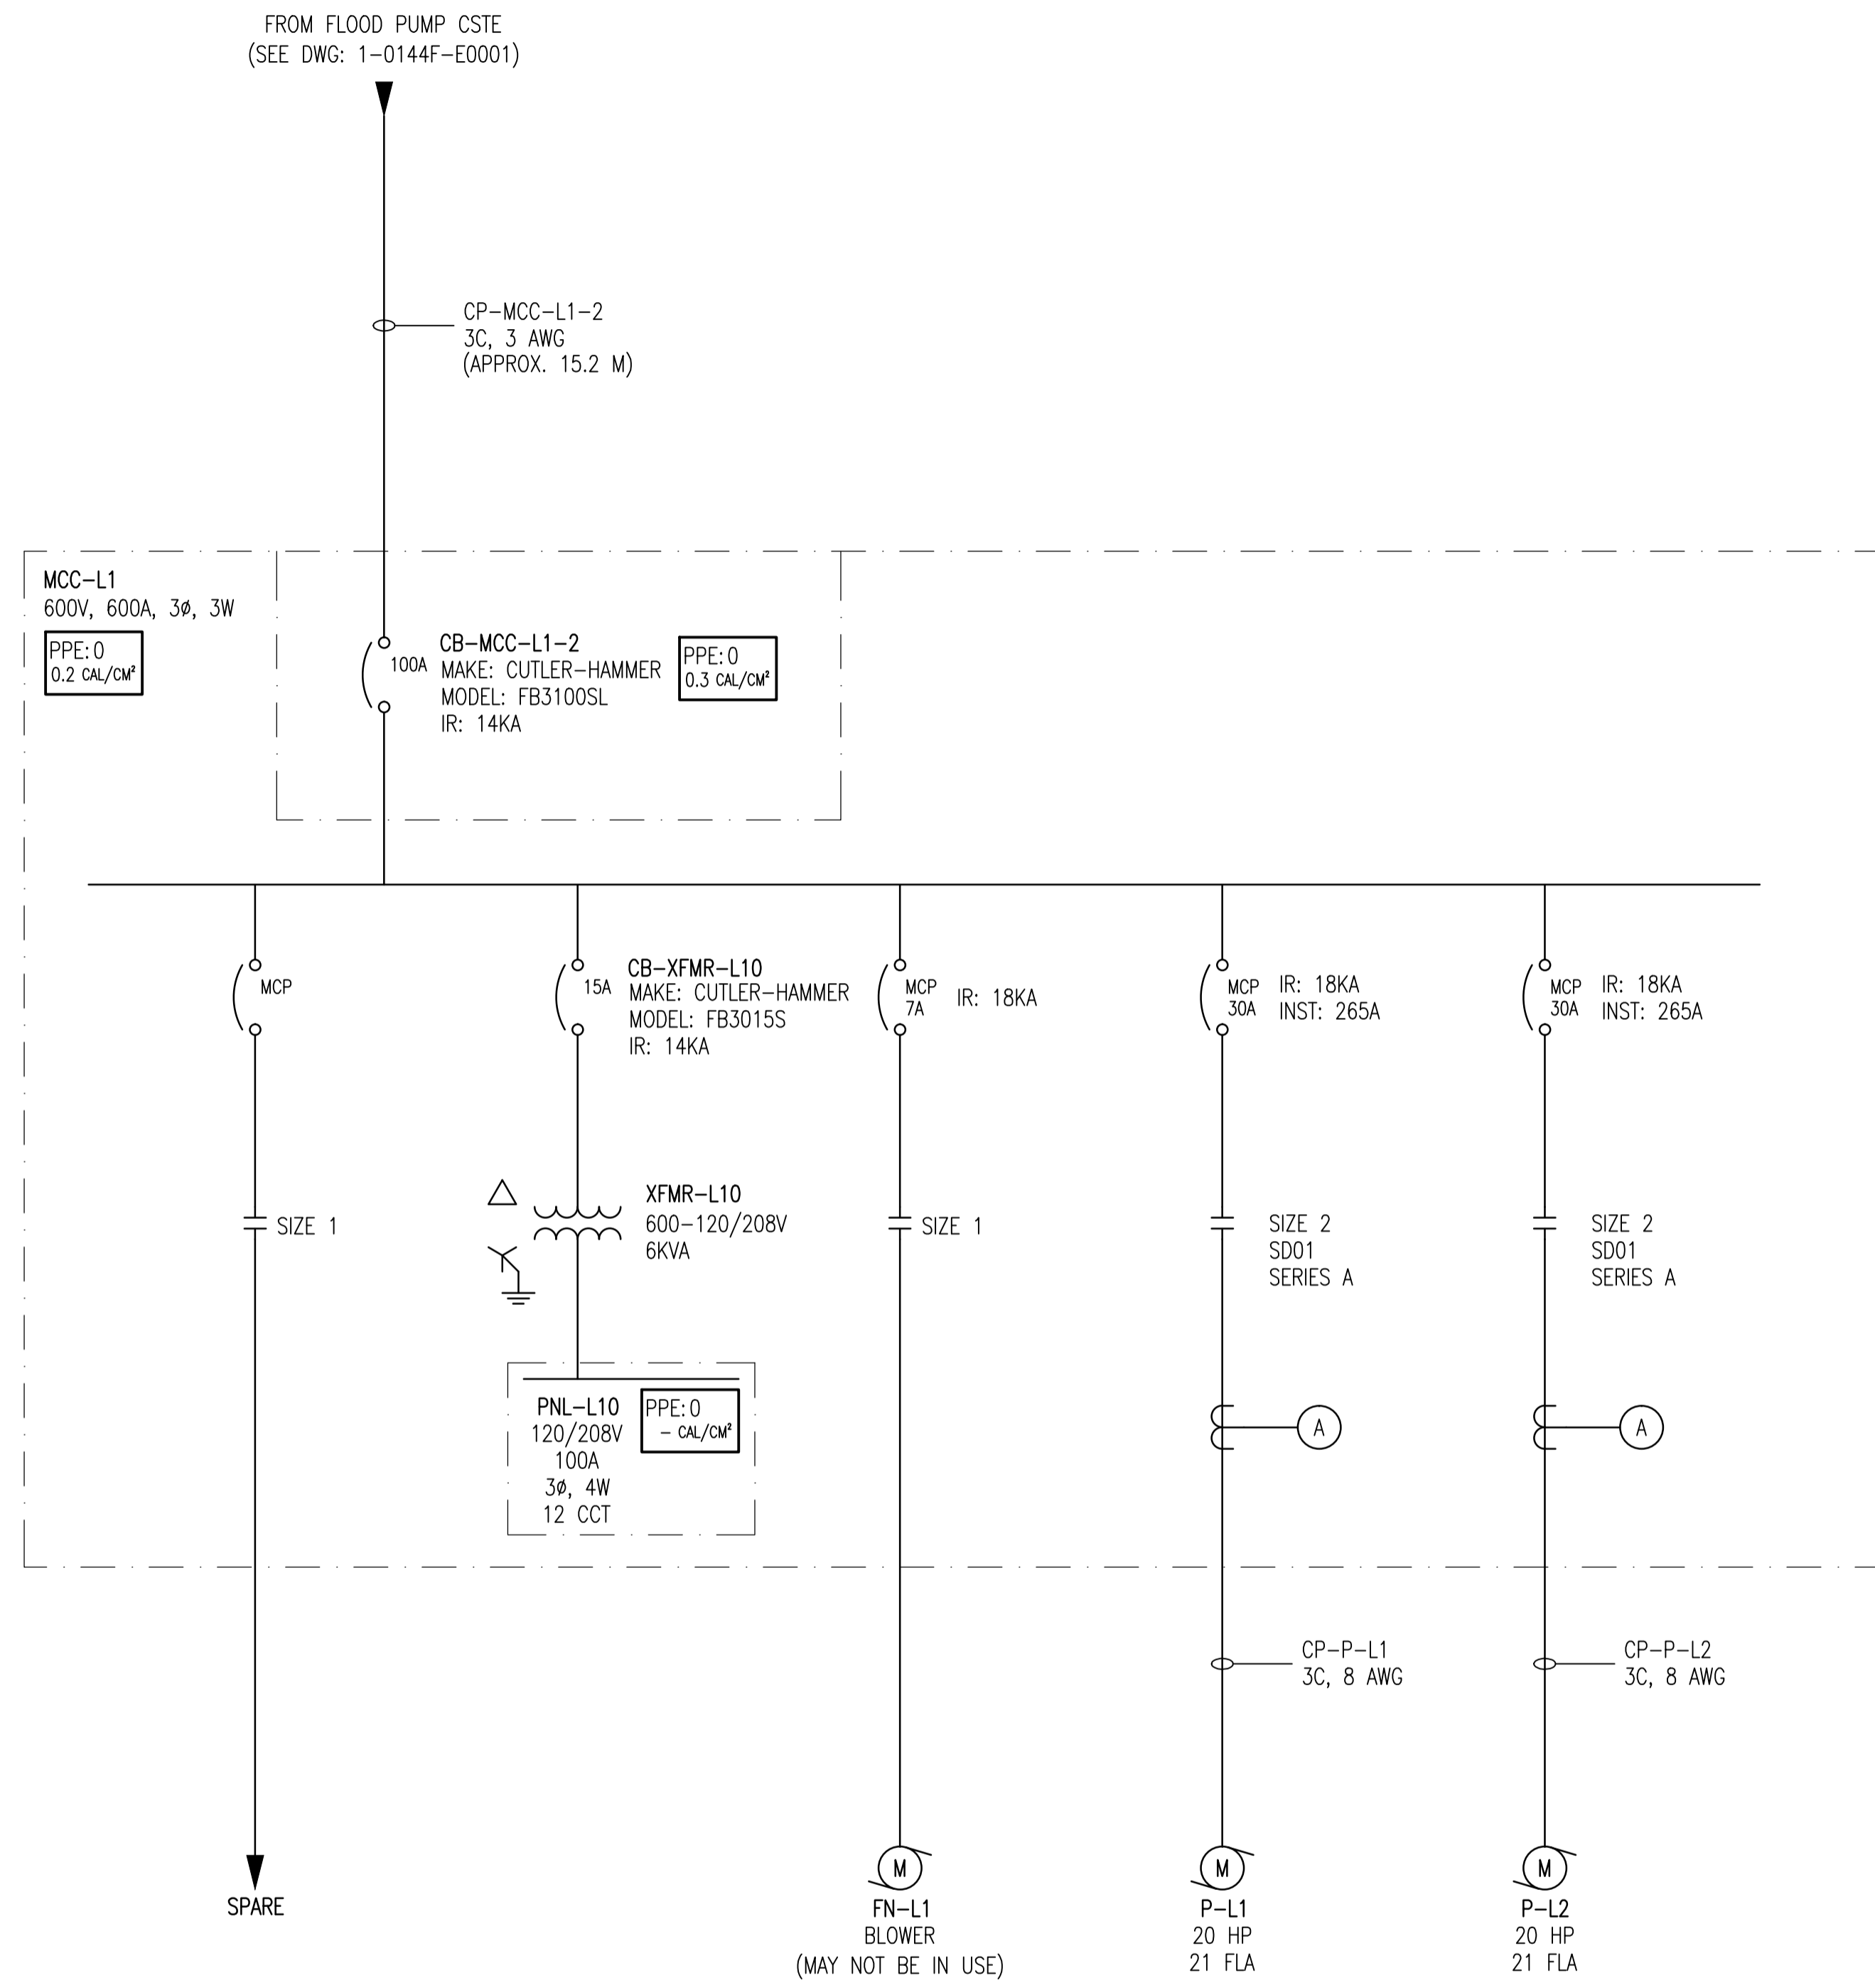 FROM FLOOD PUMP CSTE
(SEE DWG: 1-0144F-E0001)
CP-MCC-L1-2
3C, 3 AWG
(APPROX. 15.2 M)
MCC-L1
600V, 600A, 3ø, 3W
PPE: 0
0.2 CAL/CM²
100A
CB-MCC-L1-2
MAKE: CUTLER-HAMMER
MODEL: FB3100SL
IR: 14KA
PPE: 0
0.3 CAL/CM²
MCP
15A
CB-XFMR-L10
MAKE: CUTLER-HAMMER
MODEL: FB3015S
IR: 14KA
MCP
7A
IR: 18KA
MCP
30A
IR: 18KA
INST: 265A
MCP
30A
IR: 18KA
INST: 265A
SIZE 1
XFMR-L10
600-120/208V
6KVA
SIZE 1
SIZE 2
SD01
SERIES A
SIZE 2
SD01
SERIES A
PNL-L10
120/208V
100A
3ø, 4W
12 CCT
PPE: 0
- CAL/CM²
A
A
CP-P-L1
3C, 8 AWG
CP-P-L2
3C, 8 AWG
SPARE
M
FN-L1
BLOWER
(MAY NOT BE IN USE)
M
P-L1
20 HP
21 FLA
M
P-L2
20 HP
21 FLA